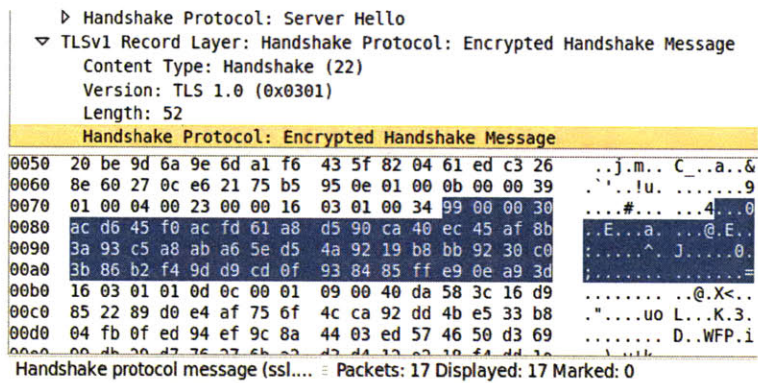 ▷ Handshake Protocol: Server Hello
▽ TLSv1 Record Layer: Handshake Protocol: Encrypted Handshake Message
Content Type: Handshake (22)
Version: TLS 1.0 (0x0301)
Length: 52
Handshake Protocol: Encrypted Handshake Message
0050 20 be 9d 6a 9e 6d a1 f6 43 5f 82 04 61 ed c3 26 ..j.m.. C_..a..&
0060 8e 60 27 0c e6 21 75 b5 95 0e 01 00 0b 00 00 39 .`'..!u. .......9
0070 01 00 04 00 23 00 00 16 03 01 00 34 99 00 00 30 ....#... ...4...0
0080 ac d6 45 f0 ac fd 61 a8 d5 90 ca 40 ec 45 af 8b ..E...a. ...@.E..
0090 3a 93 c5 a8 ab a6 5e d5 4a 92 19 b8 bb 92 30 c0 :.....^. J.....0.
00a0 3b 86 b2 f4 9d d9 cd 0f 93 84 85 ff e9 0e a9 3d ;....... .......=
00b0 16 03 01 01 0d 0c 00 01 09 00 40 da 58 3c 16 d9 ........ ..@.X<..
00c0 85 22 89 d0 e4 af 75 6f 4c ca 92 dd 4b e5 33 b8 ."....uo L...K.3.
00d0 04 fb 0f ed 94 ef 9c 8a 44 03 ed 57 46 50 d3 69 ........ D..WFP.i
Handshake protocol message (ssl.... Packets: 17 Displayed: 17 Marked: 0